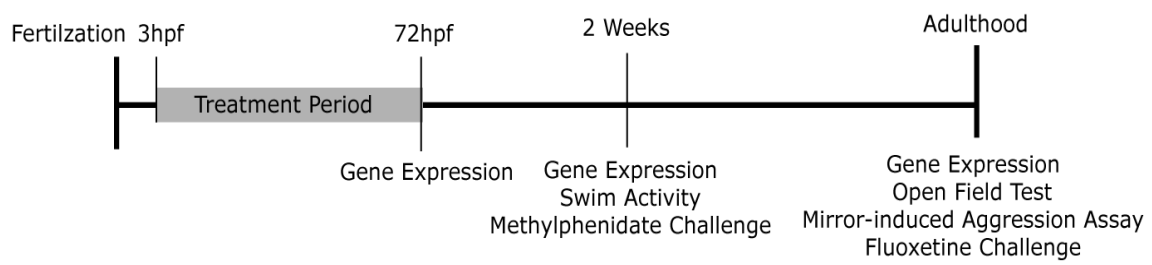 Fertilzation 3hpf
72hpf
2 Weeks
Adulthood
Treatment Period
Gene Expression
Gene Expression
Swim Activity
Methylphenidate Challenge
Gene Expression
Open Field Test
Mirror-induced Aggression Assay
Fluoxetine Challenge